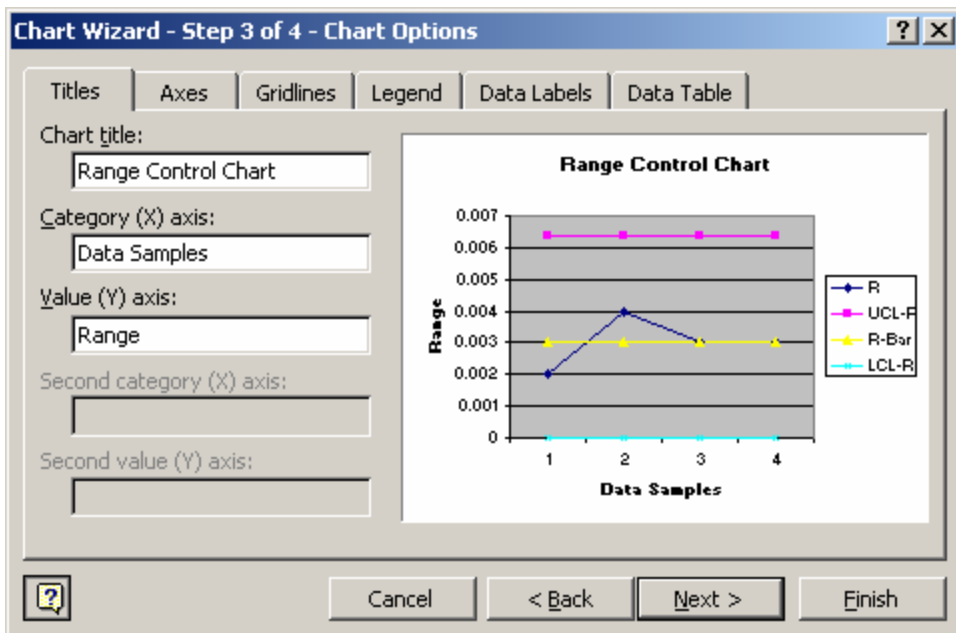 Chart Wizard - Step 3 of 4 - Chart Options
Titles Axes Gridlines Legend Data Labels Data Table
Chart title:
Range Control Chart
Category (X) axis:
Data Samples
Value (Y) axis:
Range
Second category (X) axis:
Second value (Y) axis:
Range Control Chart
0.007
0.006
0.005
0.004
0.003
0.002
0.001
0
Range
1 2 3 4
Data Samples
R
UCL-R
R-Bar
LCL-R
Cancel < Back Next > Finish